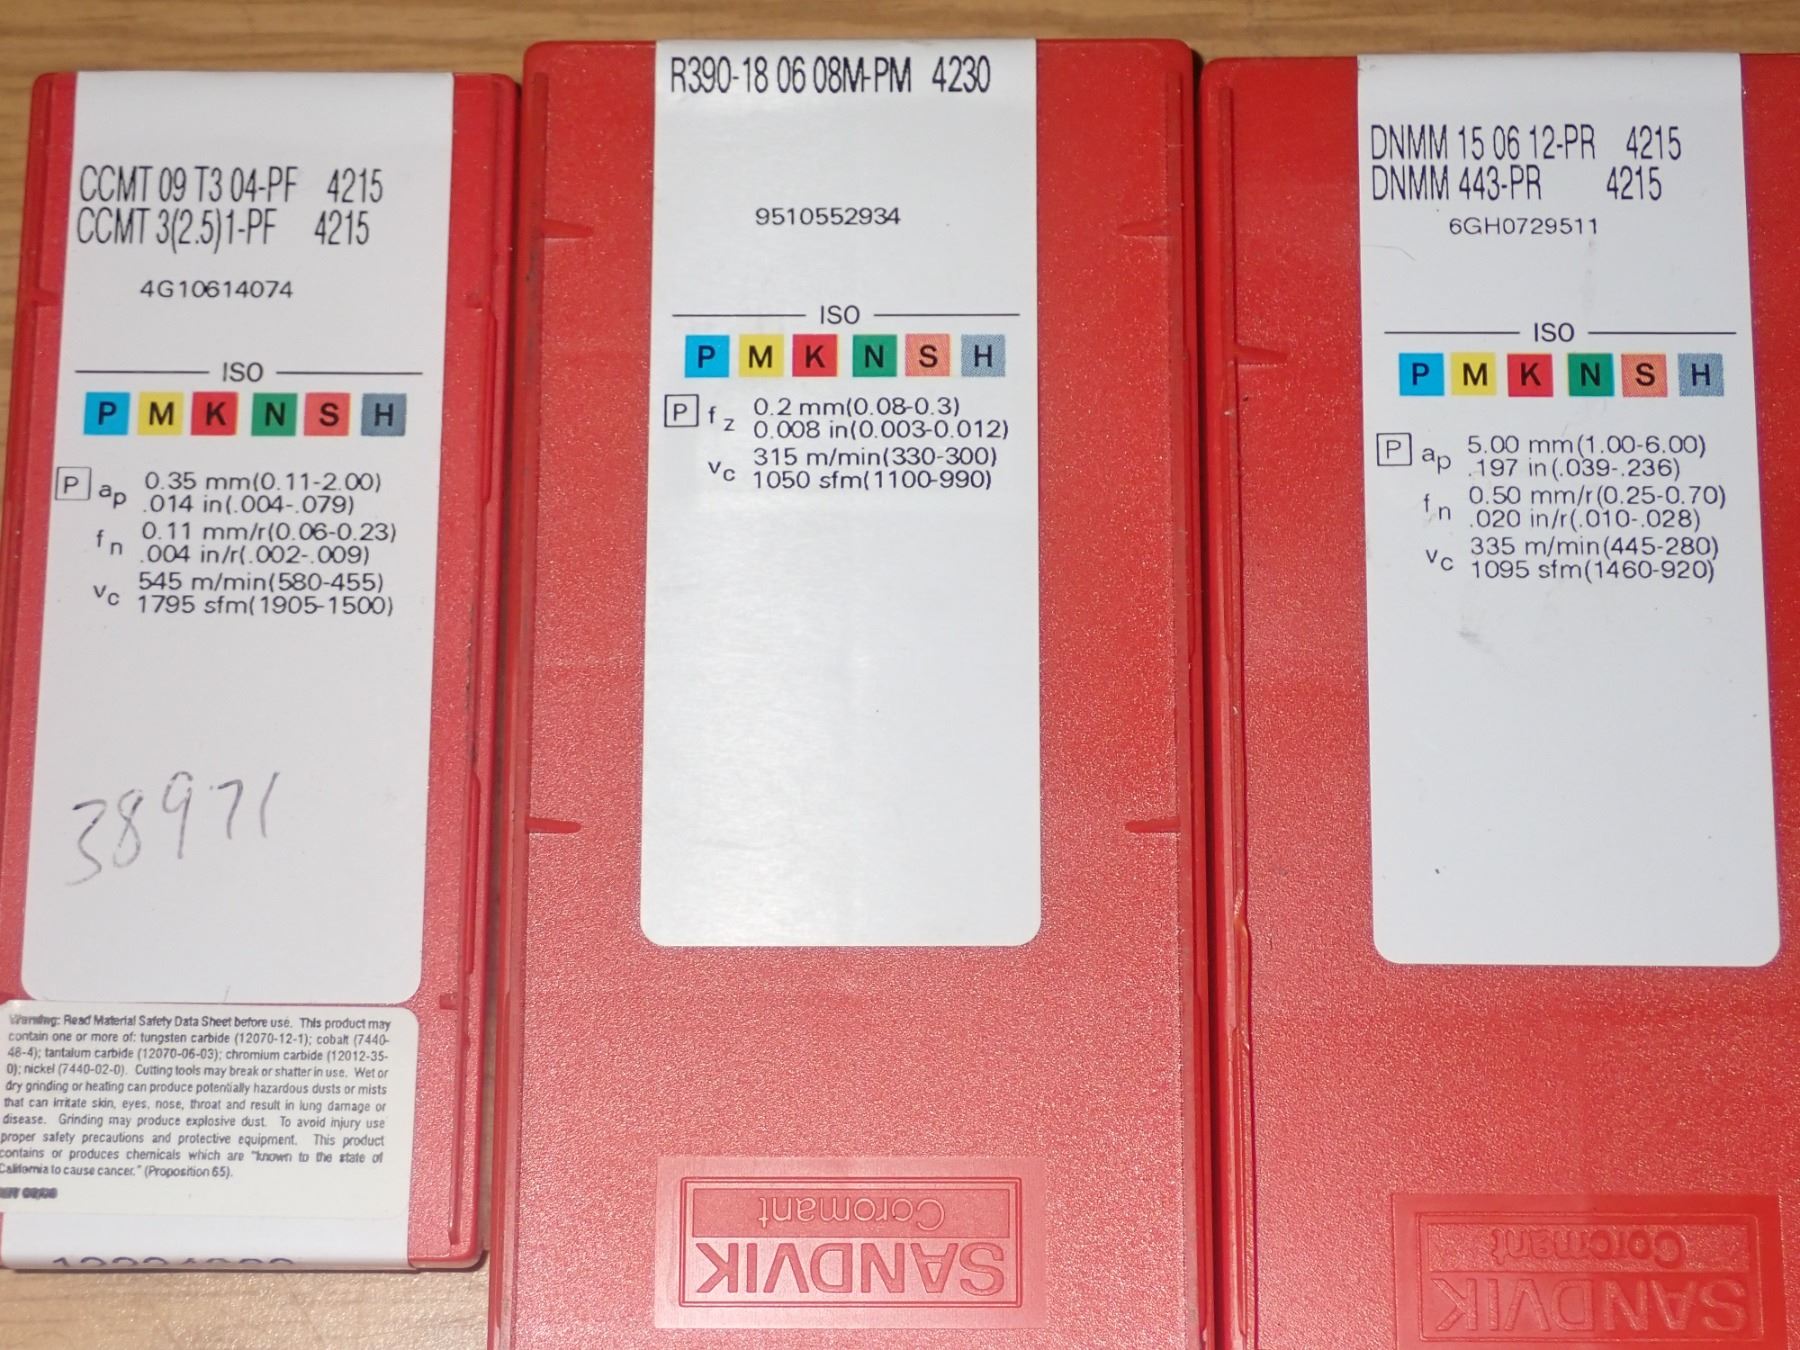 CCMT 09 T3 04-PF 4215
CCMT 3(2.5)1-PF 4215
4G10614074
ISO
P M K N S H
P ap 0.35 mm(0.11-2.00)
.014 in(.004-.079)
fn 0.11 mm/r(0.06-0.23)
.004 in/r(.002-.009)
vc 545 m/min(580-455)
1795 sfm(1905-1500)
38971
Warning: Read Material Safety Data Sheet before use. This product may
contain one or more of: tungsten carbide (12070-12-1); cobalt (7440-
48-4); tantalum carbide (12070-06-03); chromium carbide (12012-35-
0); nickel (7440-02-0). Cutting tools may break or shatter in use. Wet or
dry grinding or heating can produce potentially hazardous dusts or mists
that can irritate skin, eyes, nose, throat and result in lung damage or
disease. Grinding may produce explosive dust. To avoid injury use
proper safety precautions and protective equipment. This product
contains or produces chemicals which are "known to the state of
California to cause cancer." (Proposition 65).
R390-18 06 08M-PM 4230
9510552934
ISO
P M K N S H
P fz 0.2 mm(0.08-0.3)
0.008 in(0.003-0.012)
vc 315 m/min(330-300)
1050 sfm(1100-990)
SANDVIK
Coromant
DNMM 15 06 12-PR 4215
DNMM 443-PR 4215
6GH0729511
ISO
P M K N S H
P ap 5.00 mm(1.00-6.00)
.197 in(.039-.236)
fn 0.50 mm/r(0.25-0.70)
.020 in/r(.010-.028)
vc 335 m/min(445-280)
1095 sfm(1460-920)
SANDVIK
Coromant